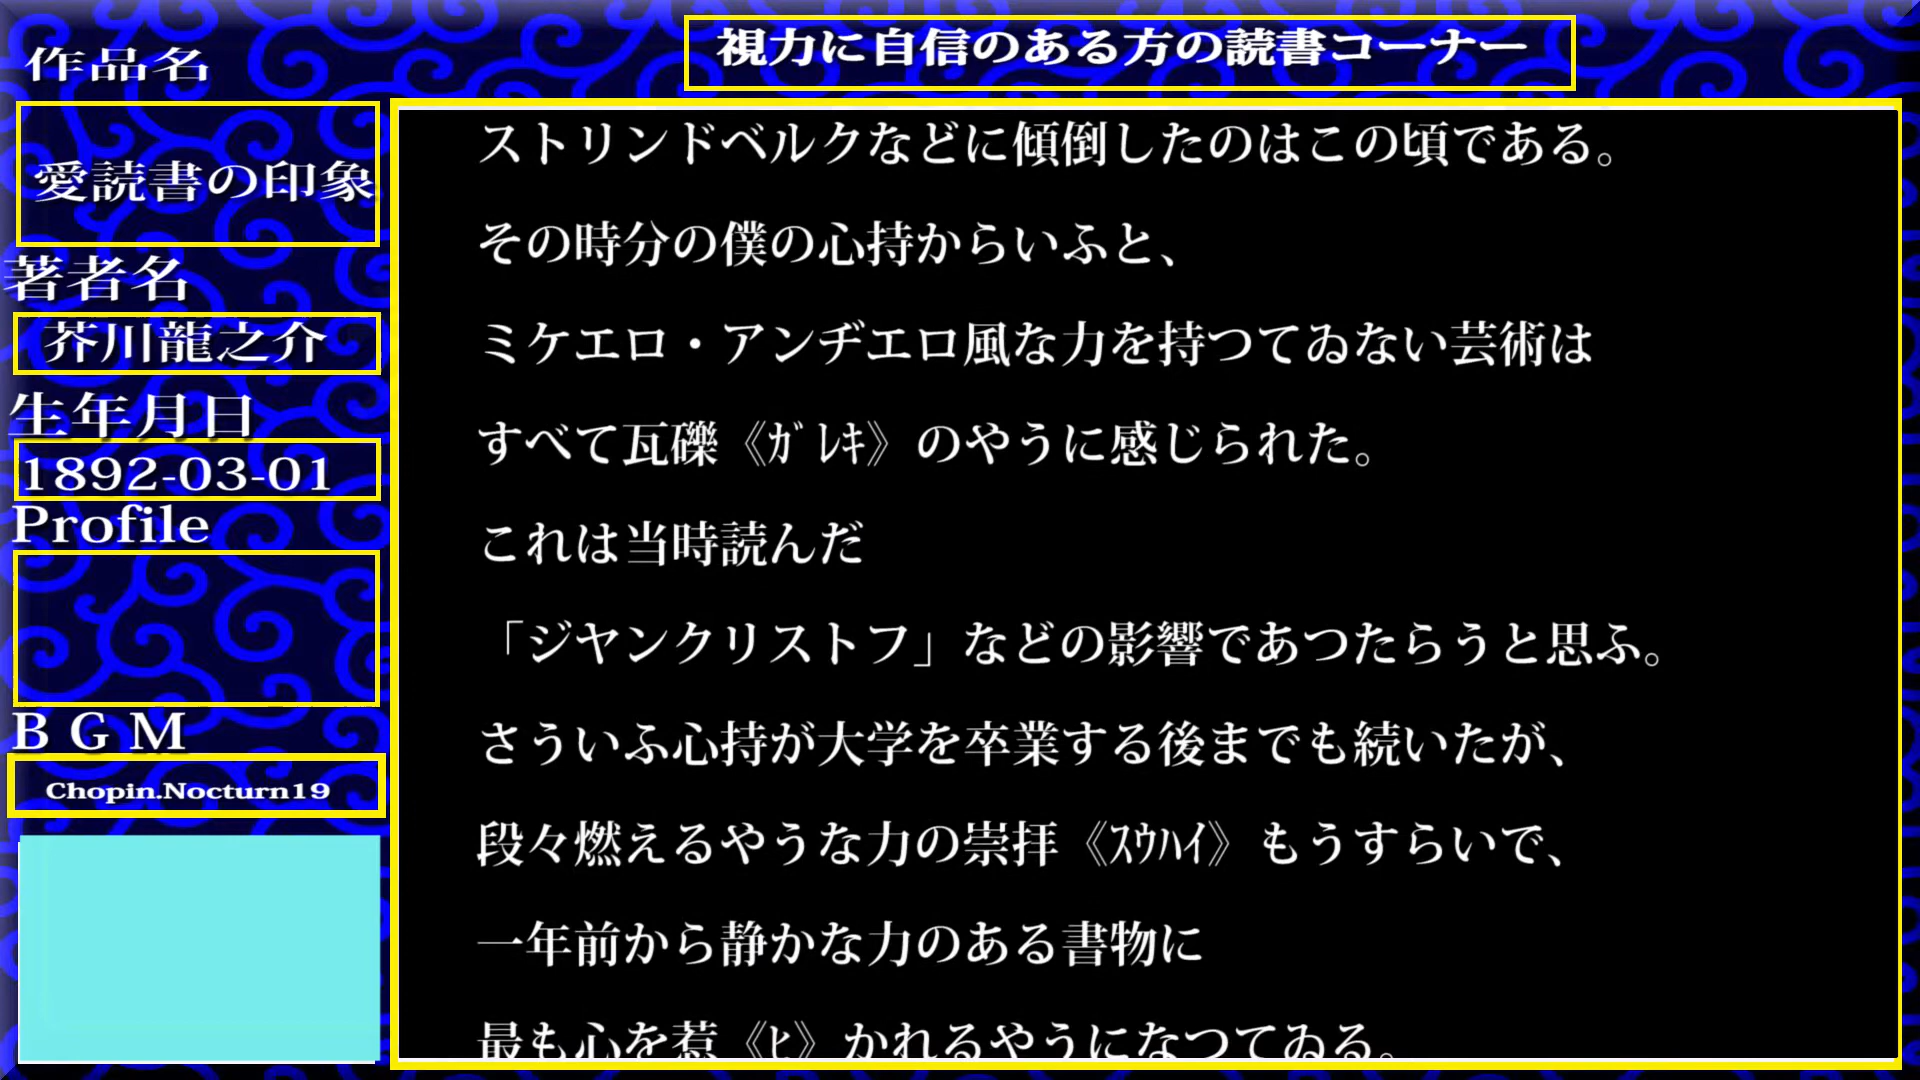 視力に自信のある方の読書コーナー
作品名
愛読書の印象
著者名
芥川龍之介
生年月日
1892-03-01
Profile
ＢＧＭ
Chopin.Nocturn19
ストリンドベルクなどに傾倒したのはこの頃である。
その時分の僕の心持からいふと、
ミケエロ・アンヂエロ風な力を持つてゐない芸術は
すべて瓦礫《ｶﾞﾚｷ》のやうに感じられた。
これは当時読んだ
「ジヤンクリストフ」などの影響であつたらうと思ふ。
さういふ心持が大学を卒業する後までも続いたが、
段々燃えるやうな力の崇拝《ｽｳﾊｲ》もうすらいで、
一年前から静かな力のある書物に
最も心を惹《ﾋ》かれるやうになつてゐる。